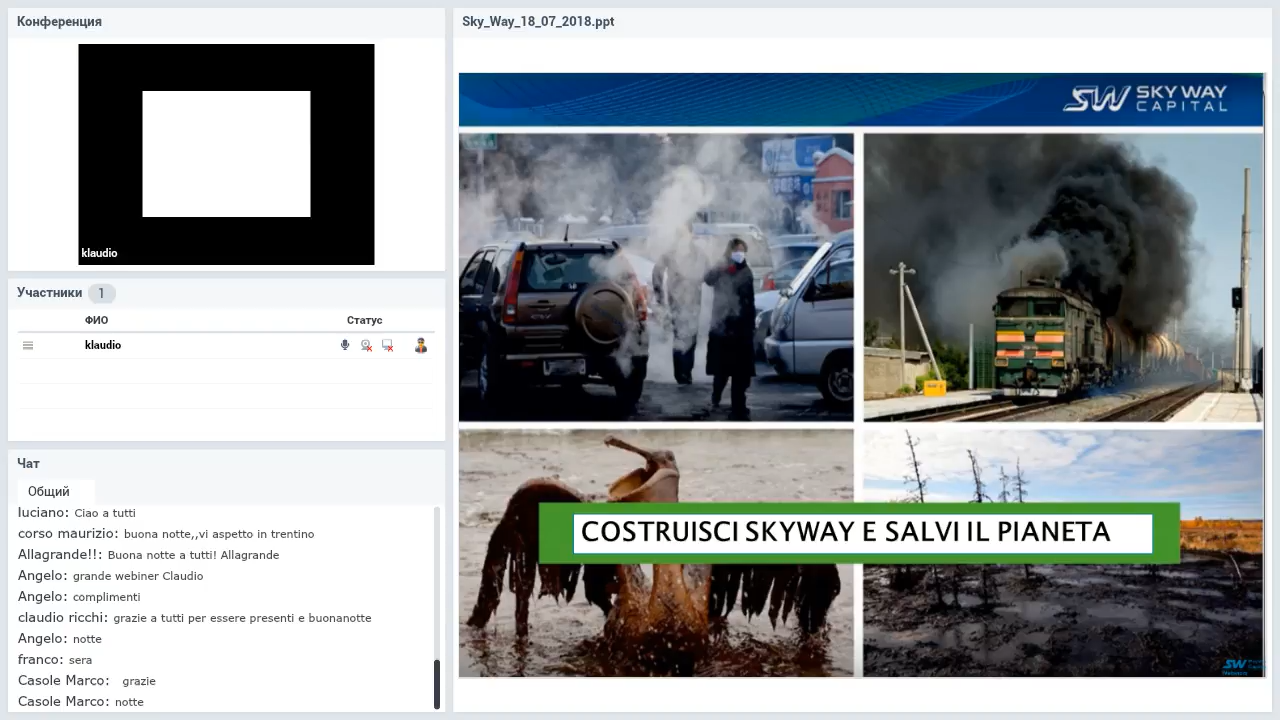 Конференция
klaudio
Участники 1
ФИО Статус
klaudio
Чат
Общий
luciano: Ciao a tutti
corso maurizio: buona notte,,vi aspetto in trentino
Allagrande!!: Buona notte a tutti! Allagrande
Angelo: grande webiner Claudio
Angelo: complimenti
claudio ricchi: grazie a tutti per essere presenti e buonanotte
Angelo: notte
franco: sera
Casole Marco: grazie
Casole Marco: notte
Sky_Way_18_07_2018.ppt
SW SKY WAY
CAPITAL
COSTRUISCI SKYWAY E SALVI IL PIANETA
SW